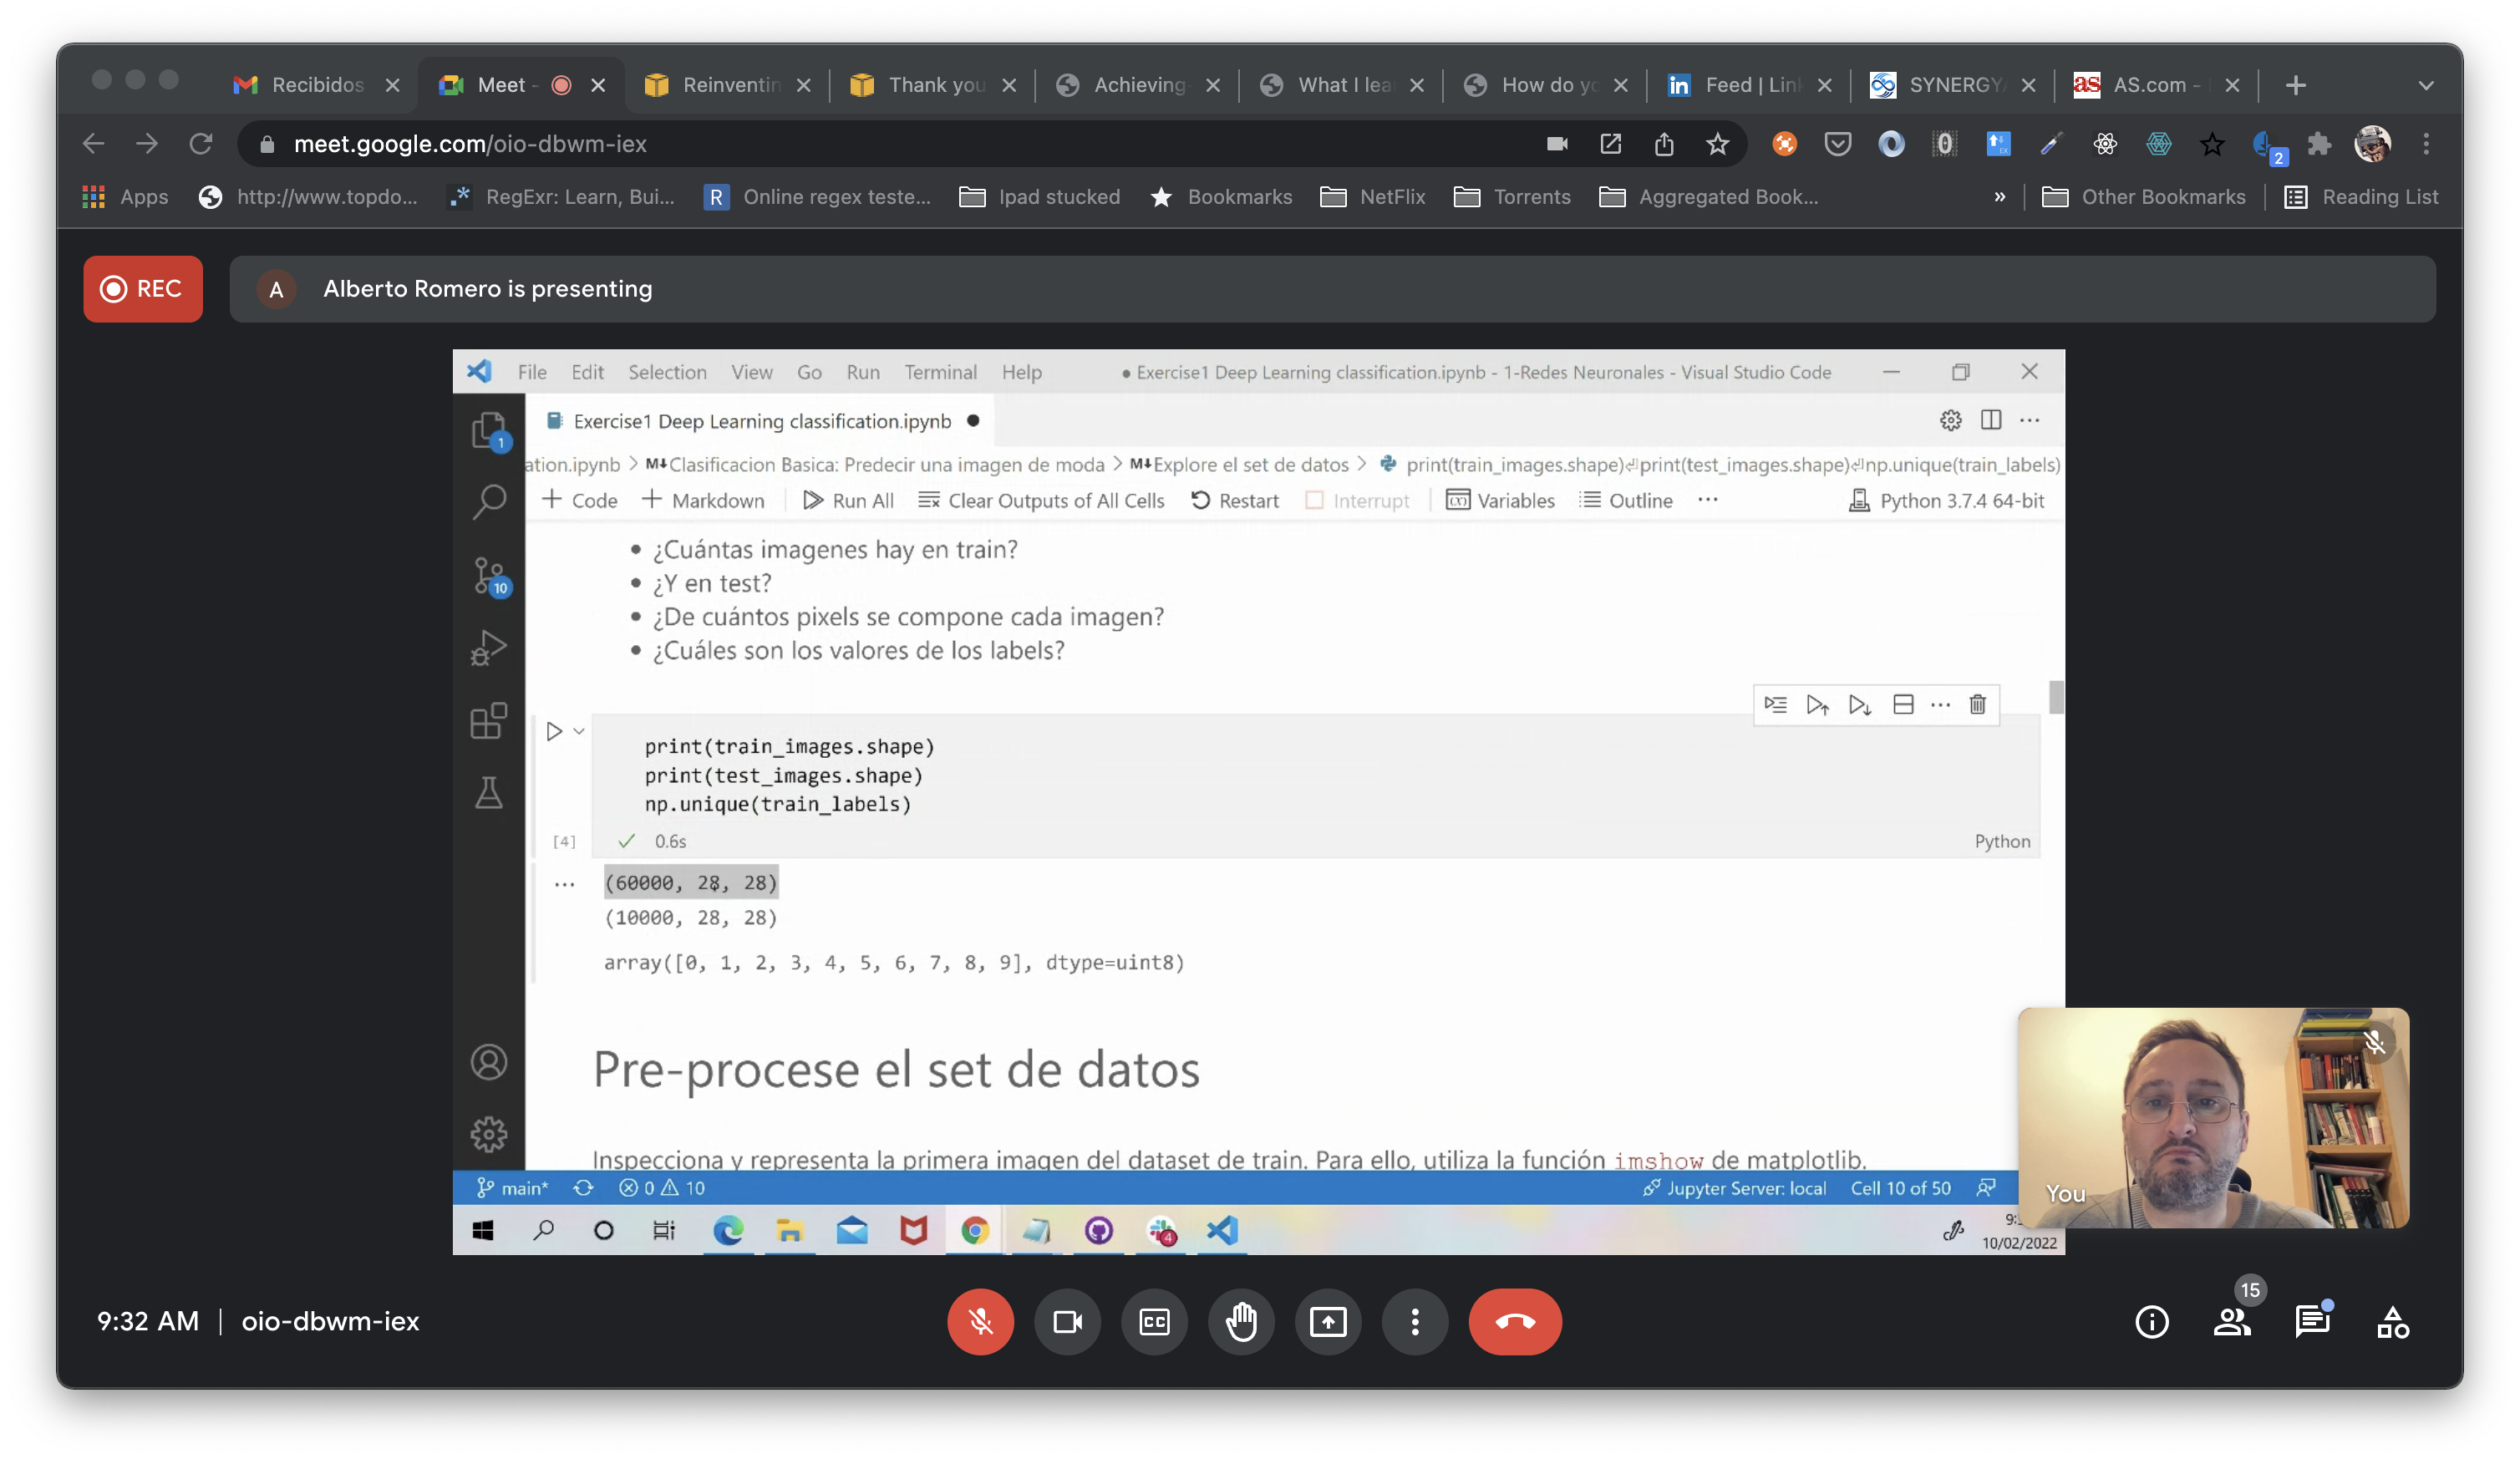 Recibidos
Meet -
Reinventin
Thank you
Achieving
What I lea
How do yo
Feed | Link
SYNERGY
AS.com -
meet.google.com/oio-dbwm-iex
2
Apps
http://www.topdo...
RegExr: Learn, Bui...
Online regex teste...
Ipad stucked
Bookmarks
NetFlix
Torrents
Aggregated Book...
»
Other Bookmarks
Reading List
REC
A
Alberto Romero is presenting
File Edit Selection View Go Run Terminal Help
● Exercise1 Deep Learning classification.ipynb - 1-Redes Neuronales - Visual Studio Code
Exercise1 Deep Learning classification.ipynb ●
ation.ipynb > M↓Clasificacion Basica: Predecir una imagen de moda > M↓Explore el set de datos > print(train_images.shape)⏎print(test_images.shape)⏎np.unique(train_labels)
+ Code + Markdown Run All Clear Outputs of All Cells Restart Interrupt Variables Outline ... Python 3.7.4 64-bit
1
10
• ¿Cuántas imagenes hay en train?
• ¿Y en test?
• ¿De cuántos pixels se compone cada imagen?
• ¿Cuáles son los valores de los labels?
print(train_images.shape)
print(test_images.shape)
np.unique(train_labels)
[4] ✓ 0.6s Python
(60000, 28, 28)
(10000, 28, 28)
array([0, 1, 2, 3, 4, 5, 6, 7, 8, 9], dtype=uint8)
Pre-procese el set de datos
Inspecciona y representa la primera imagen del dataset de train. Para ello, utiliza la función imshow de matplotlib.
main* 0 10 Jupyter Server: local Cell 10 of 50
4
10/02/2022
You
9:32 AM | oio-dbwm-iex
CC
15